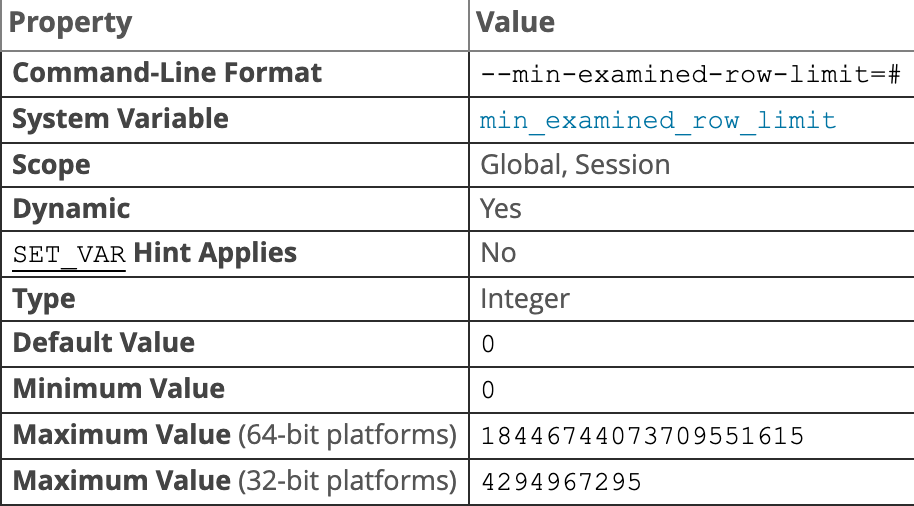 Property Value
Command-Line Format --min-examined-row-limit=#
System Variable min_examined_row_limit
Scope Global, Session
Dynamic Yes
SET_VAR Hint Applies No
Type Integer
Default Value 0
Minimum Value 0
Maximum Value (64-bit platforms) 18446744073709551615
Maximum Value (32-bit platforms) 4294967295